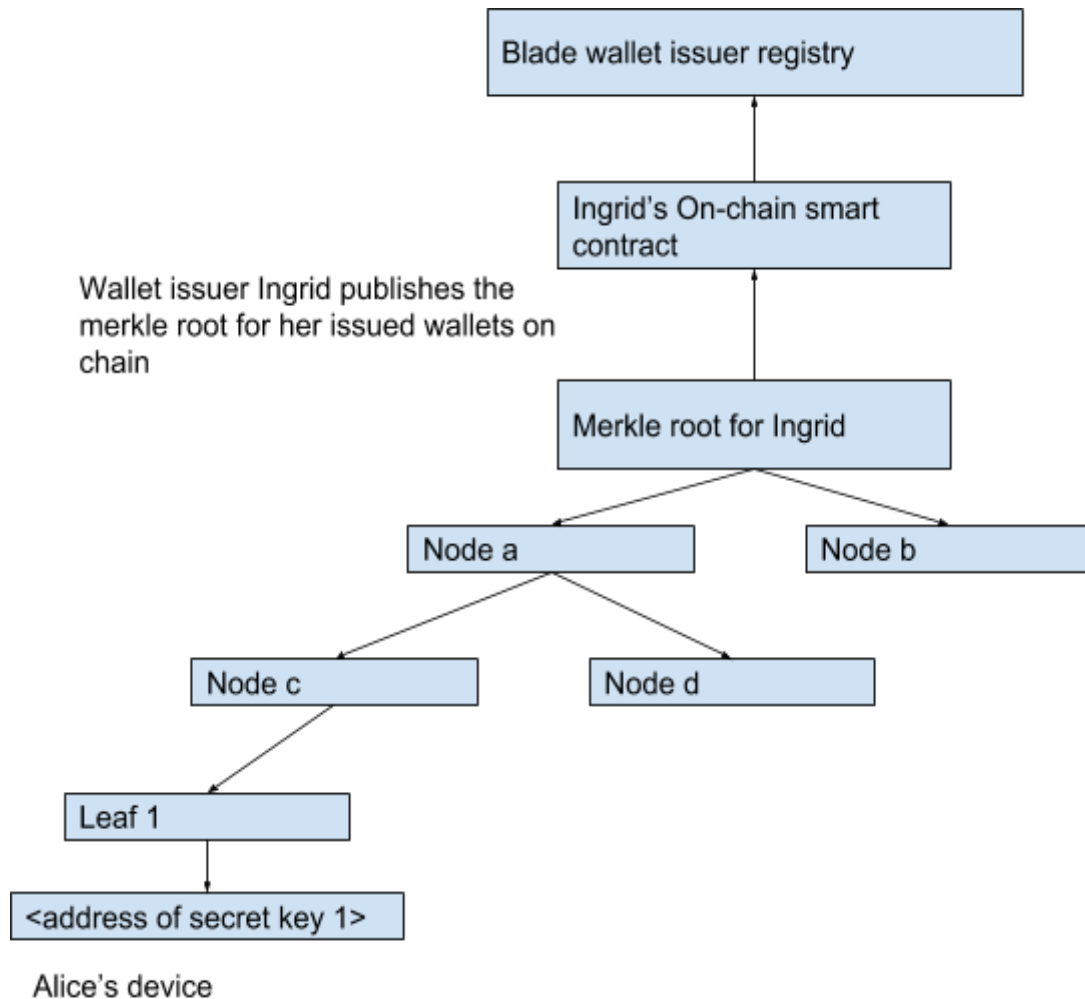 Blade wallet issuer registry
Ingrid's On-chain smart
contract
Wallet issuer Ingrid publishes the
merkle root for her issued wallets on
chain
Merkle root for Ingrid
Node a
Node b
Node c
Node d
Leaf 1
<address of secret key 1>
Alice's device